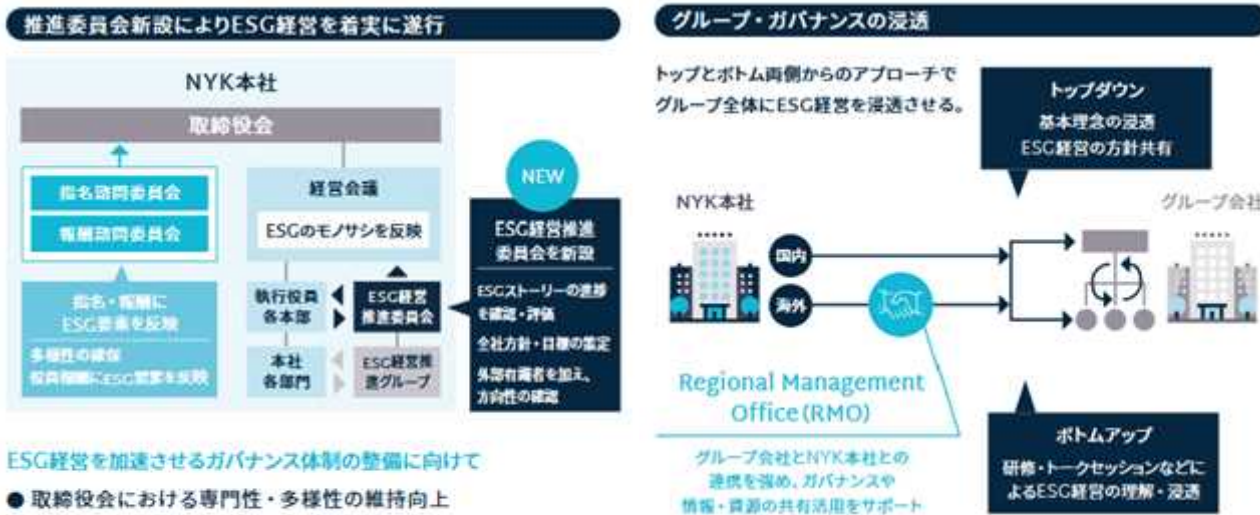 推進委員会新設によりESG経営を着実に遂行
NYK本社
取締役会
指名諮問委員会
報酬諮問委員会
指名・報酬に
ESG要素を反映
多様性の確保
役員報酬にESG要素を反映
経営会議
ESGのモノサシを反映
執行役員
各本部
ESG経営
推進委員会
本社
各部門
ESG経営推
進グループ
NEW
ESG経営推進
委員会を新設
ESGストーリーの進捗
を確認・評価
全社方針・目標の策定
外部有識者を加え、
方向性の確認
ESG経営を加速させるガバナンス体制の整備に向けて
● 取締役会における専門性・多様性の維持向上
グループ・ガバナンスの浸透
トップとボトム両側からのアプローチで
グループ全体にESG経営を浸透させる。
トップダウン
基本理念の浸透
ESG経営の方針共有
NYK本社
グループ会社
国内
海外
Regional Management
Office(RMO)
グループ会社とNYK本社との
連携を強め、ガバナンスや
情報・資源の共有活用をサポート
ボトムアップ
研修・トークセッションなどに
よるESG経営の理解・浸透